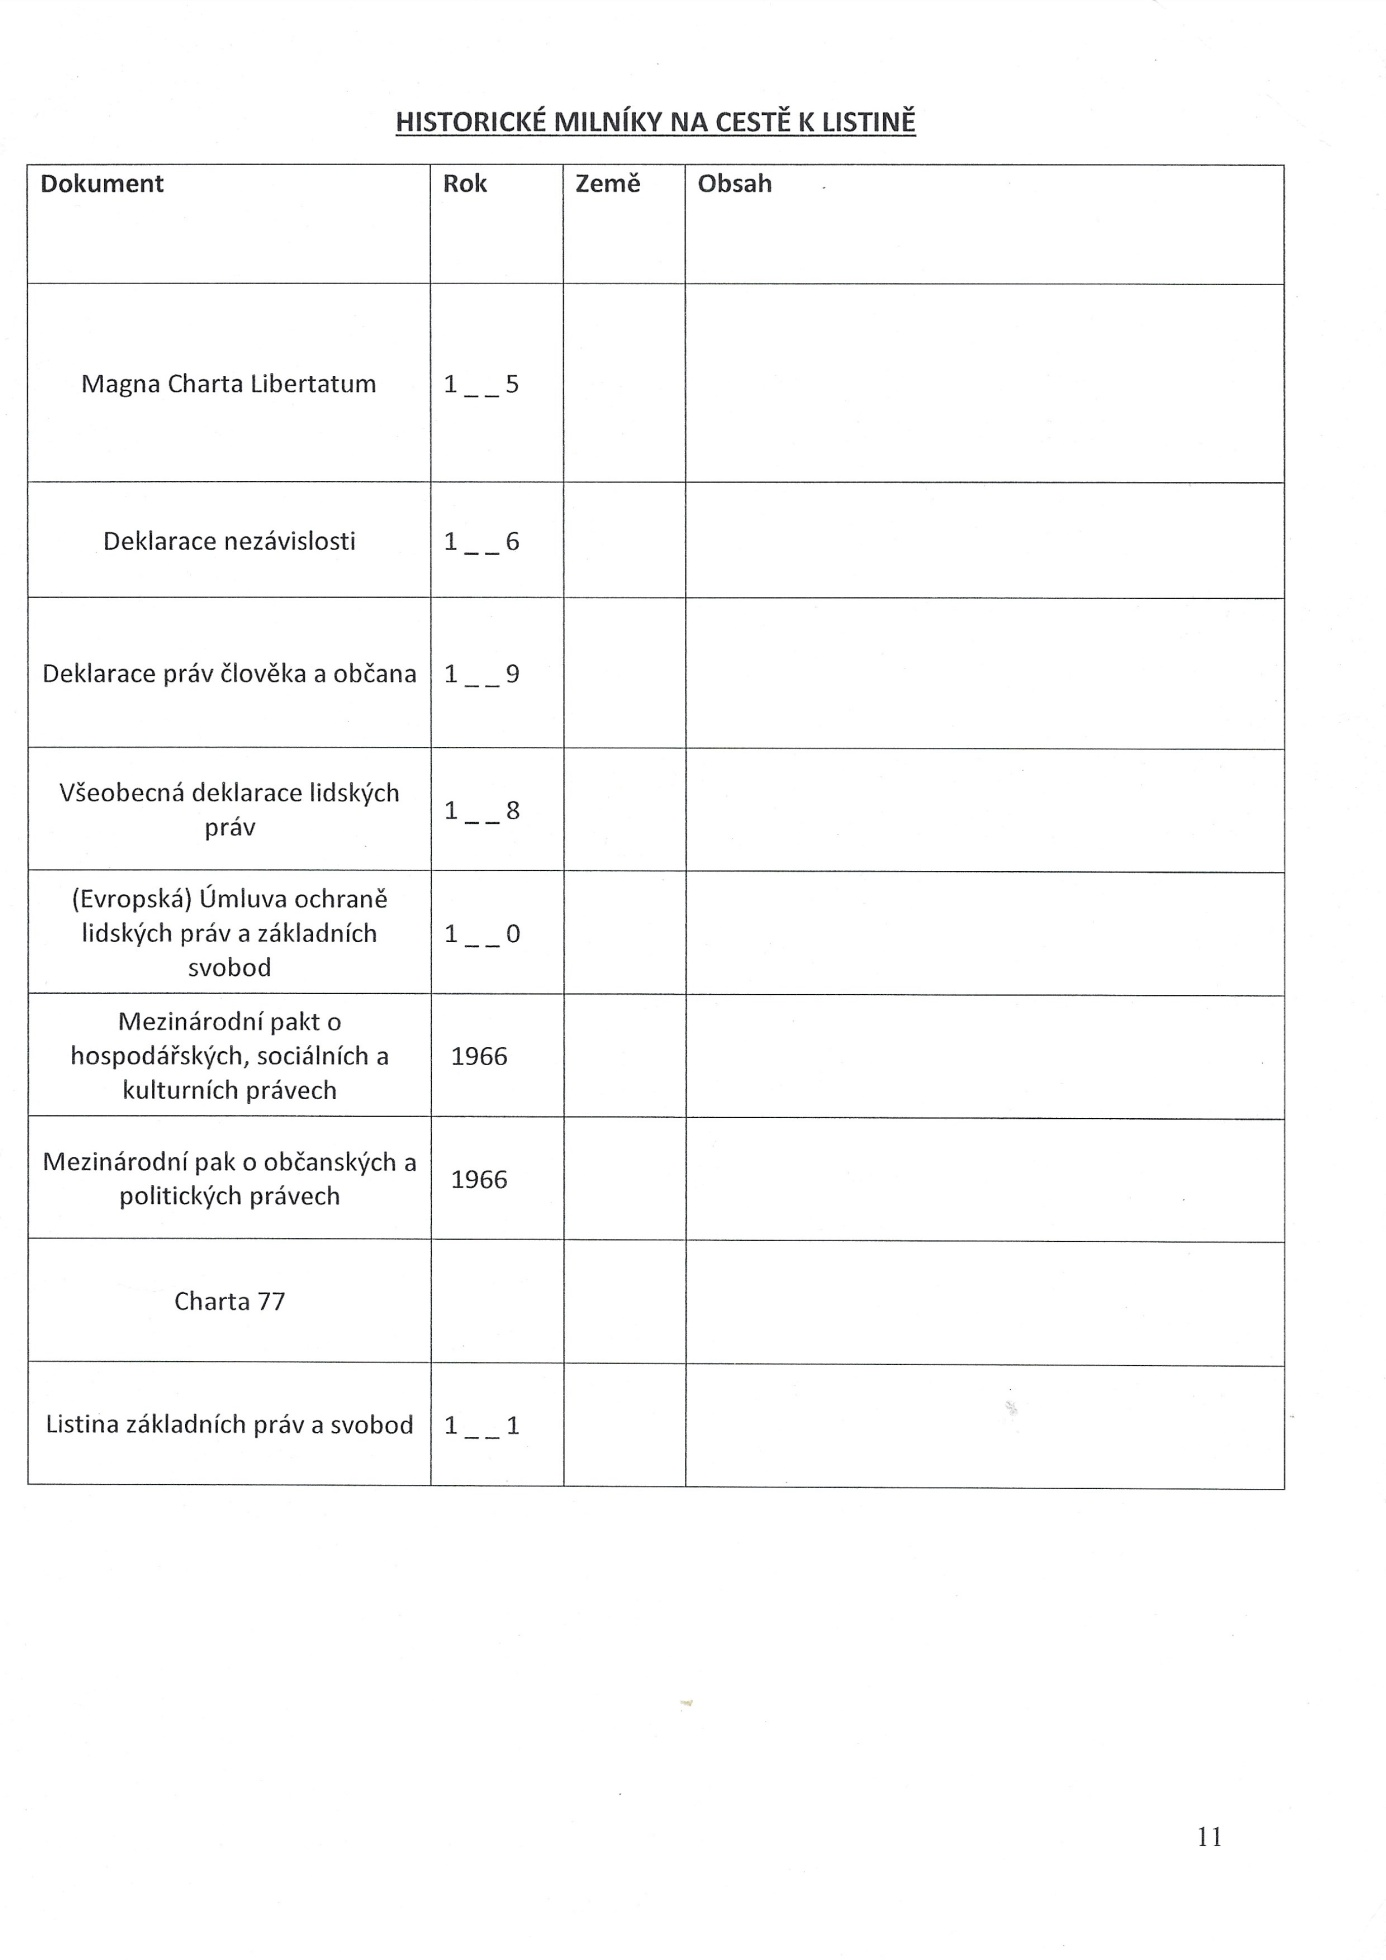 HISTORICKÉ MILNÍKY NA CESTĚ K LISTINĚ
Dokument Rok Země Obsah
Magna Charta Libertatum 1 _ _ 5
Deklarace nezávislosti 1 _ _ 6
Deklarace práv člověka a občana 1 _ _ 9
Všeobecná deklarace lidských
práv
1 _ _ 8
(Evropská) Úmluva ochraně
lidských práv a základních
svobod
1 _ _ 0
Mezinárodní pakt o
hospodářských, sociálních a
kulturních právech
1966
Mezinárodní pak o občanských a
politických právech
1966
Charta 77
Listina základních práv a svobod 1 _ _ 1
11